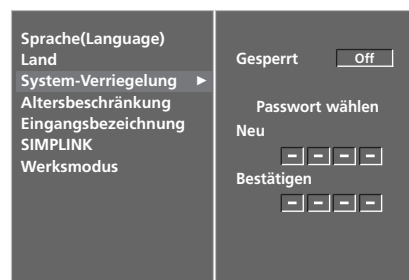 Sprache(Language)
Land
System-Verriegelung ►
Altersbeschränkung
Eingangsbezeichnung
SIMPLINK
Werksmodus
Gesperrt Off
Passwort wählen
Neu
– – – –
Bestätigen
– – – –